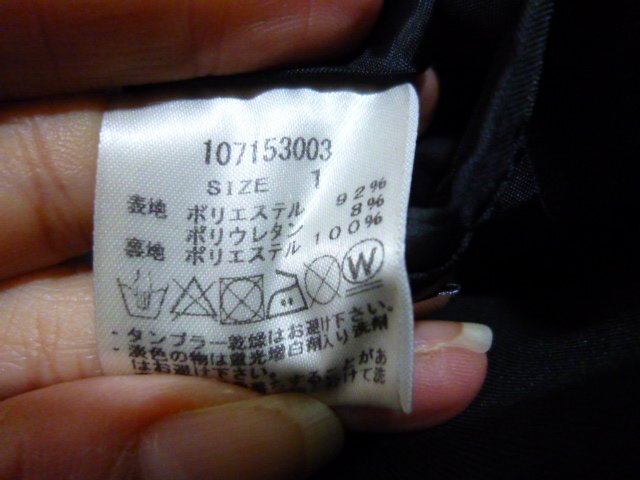 107153003
SIZE 1
表地 ポリエステル 92%
ポリウレタン 8%
裏地 ポリエステル 100%
W
・タンブラー乾燥はお避け下さい。
・淡色の物は蛍光増白剤入り洗剤
はお避け下さい。